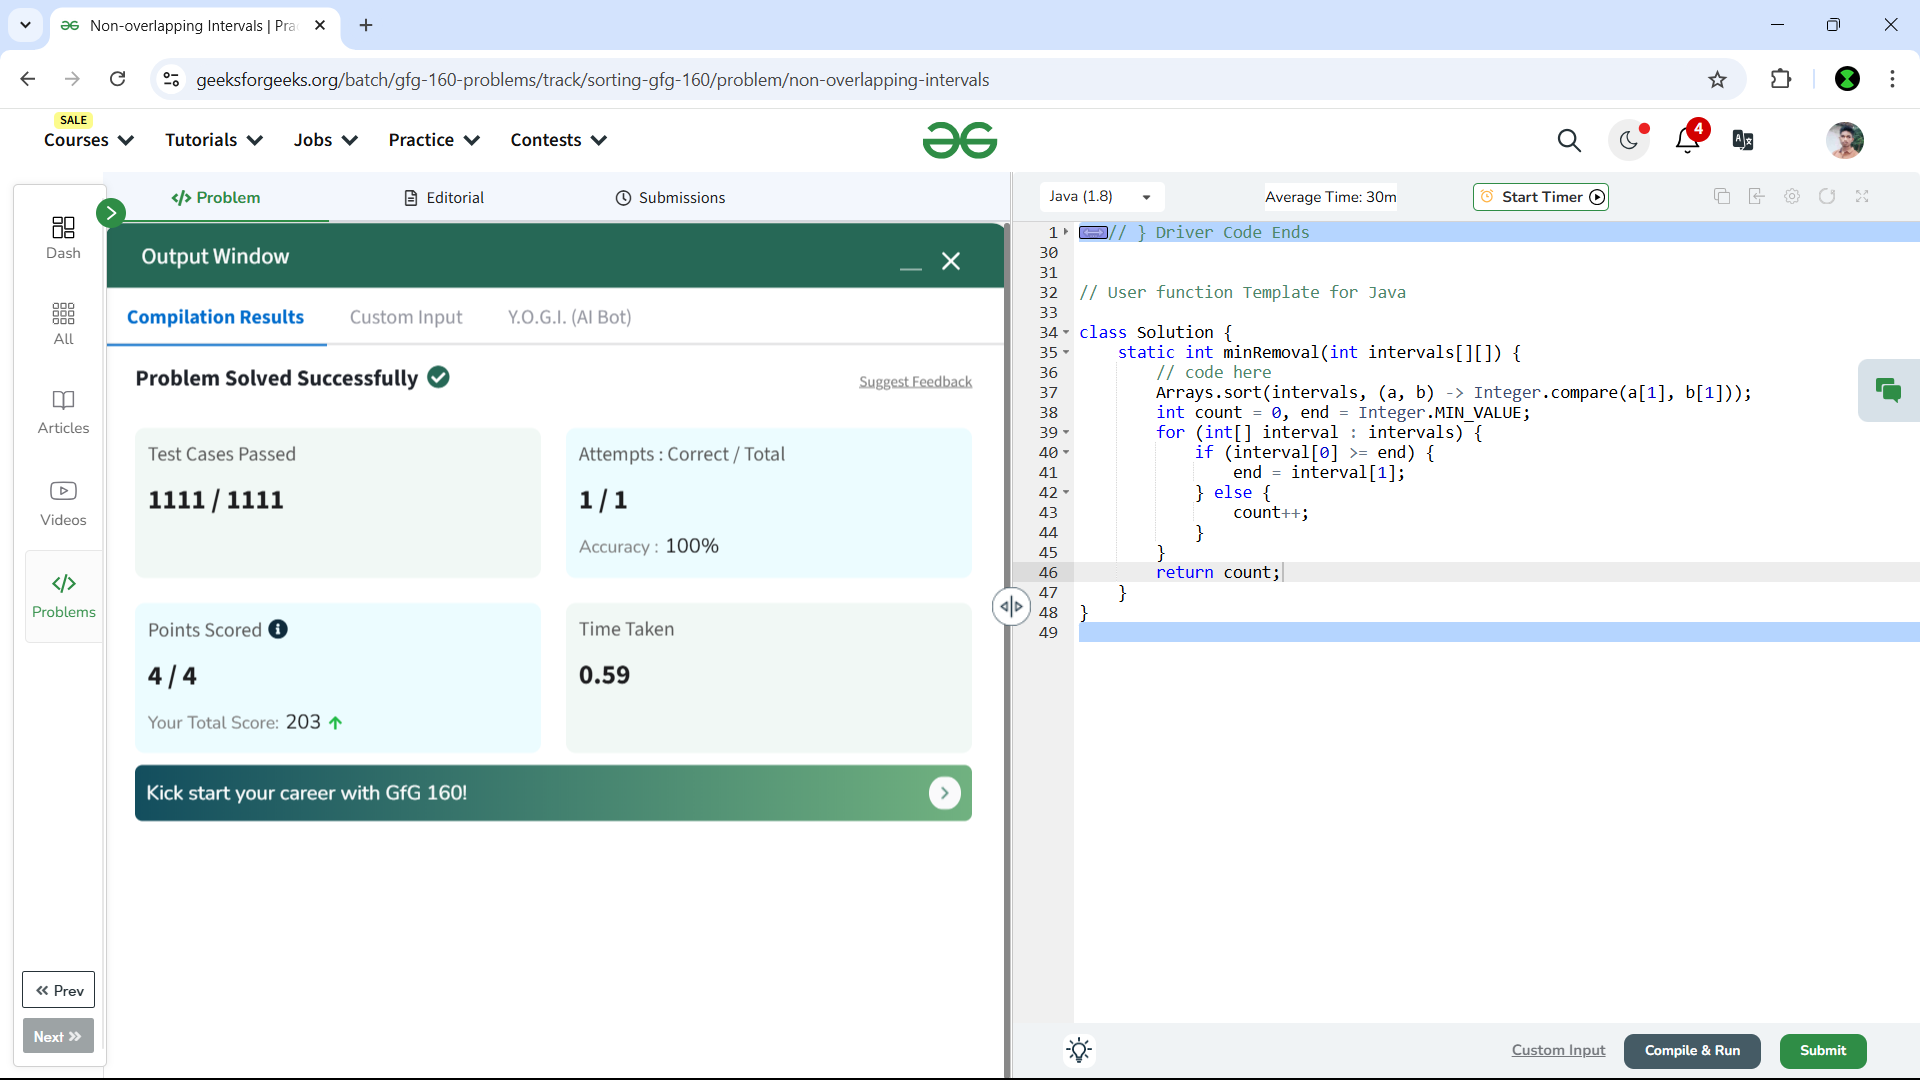 Non-overlapping Intervals | Pra
geeksforgeeks.org/batch/gfg-160-problems/track/sorting-gfg-160/problem/non-overlapping-intervals
SALE
Courses Tutorials Jobs Practice Contests
4
Dash
All
Articles
Videos
Problems
Prev
Next
Problem Editorial Submissions
Output Window
Compilation Results Custom Input Y.O.G.I. (AI Bot)
Problem Solved Successfully
Suggest Feedback
Test Cases Passed
1111 / 1111
Attempts : Correct / Total
1 / 1
Accuracy : 100%
Points Scored
4 / 4
Your Total Score: 203
Time Taken
0.59
Kick start your career with GfG 160!
Java (1.8) Average Time: 30m Start Timer
1 // } Driver Code Ends
30
31
32 // User function Template for Java
33
34 class Solution {
35 static int minRemoval(int intervals[][]) {
36 // code here
37 Arrays.sort(intervals, (a, b) -> Integer.compare(a[1], b[1]));
38 int count = 0, end = Integer.MIN_VALUE;
39 for (int[] interval : intervals) {
40 if (interval[0] >= end) {
41 end = interval[1];
42 } else {
43 count++;
44 }
45 }
46 return count;
47 }
48 }
49
Custom Input Compile & Run Submit